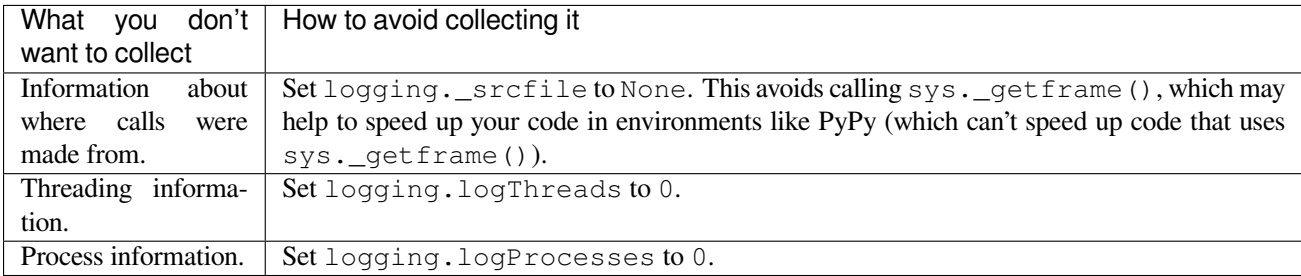 What you don't
want to collect
How to avoid collecting it
Information about
where calls were
made from.
Set logging._srcfile to None. This avoids calling sys._getframe(), which may
help to speed up your code in environments like PyPy (which can't speed up code that uses
sys._getframe()).
Threading informa-
tion.
Set logging.logThreads to 0.
Process information.
Set logging.logProcesses to 0.